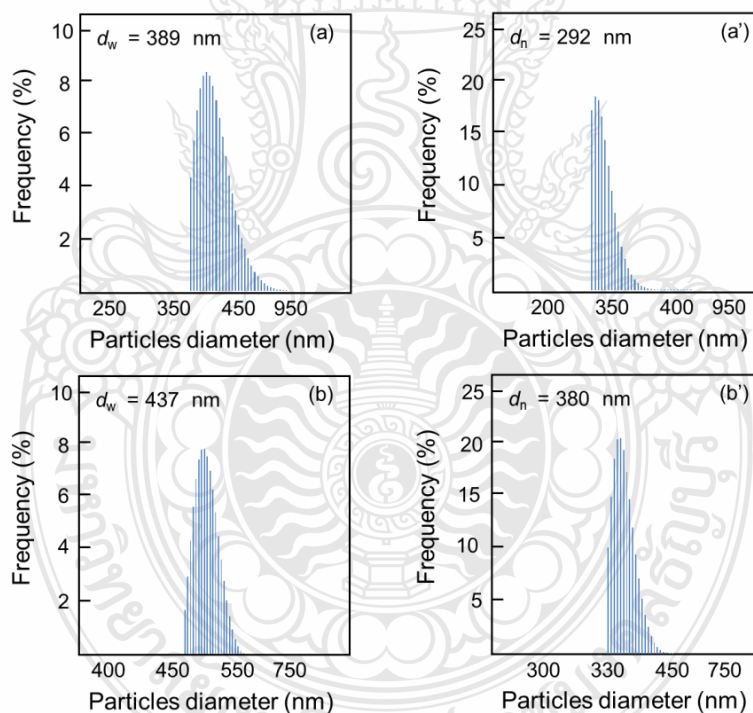 d_w = 389 nm (a)
10
8
6
4
2
Frequency (%)
250 350 450 950
Particles diameter (nm)
d_n = 292 nm (a')
25
20
15
10
5
Frequency (%)
200 350 400 950
Particles diameter (nm)
d_w = 437 nm (b)
10
8
6
4
2
Frequency (%)
400 450 550 750
Particles diameter (nm)
d_n = 380 nm (b')
25
20
15
10
5
Frequency (%)
300 330 450 750
Particles diameter (nm)